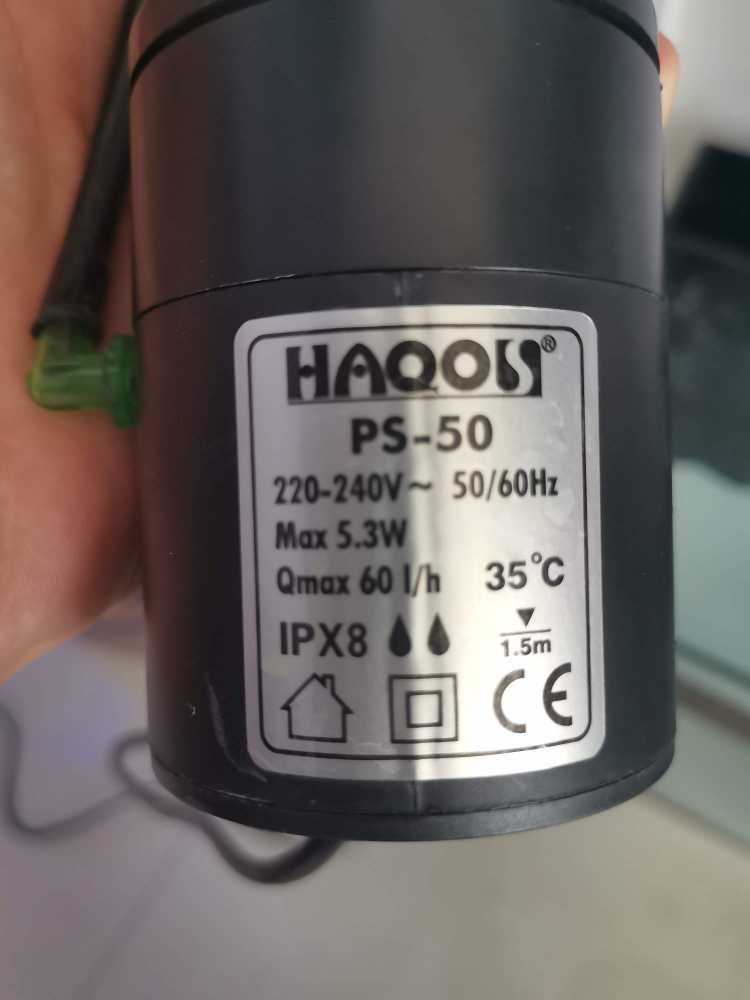 HAQOS®
PS-50
220-240V~ 50/60Hz
Max 5.3W
Qmax 60 l/h 35°C
IPX8 1.5m
CE